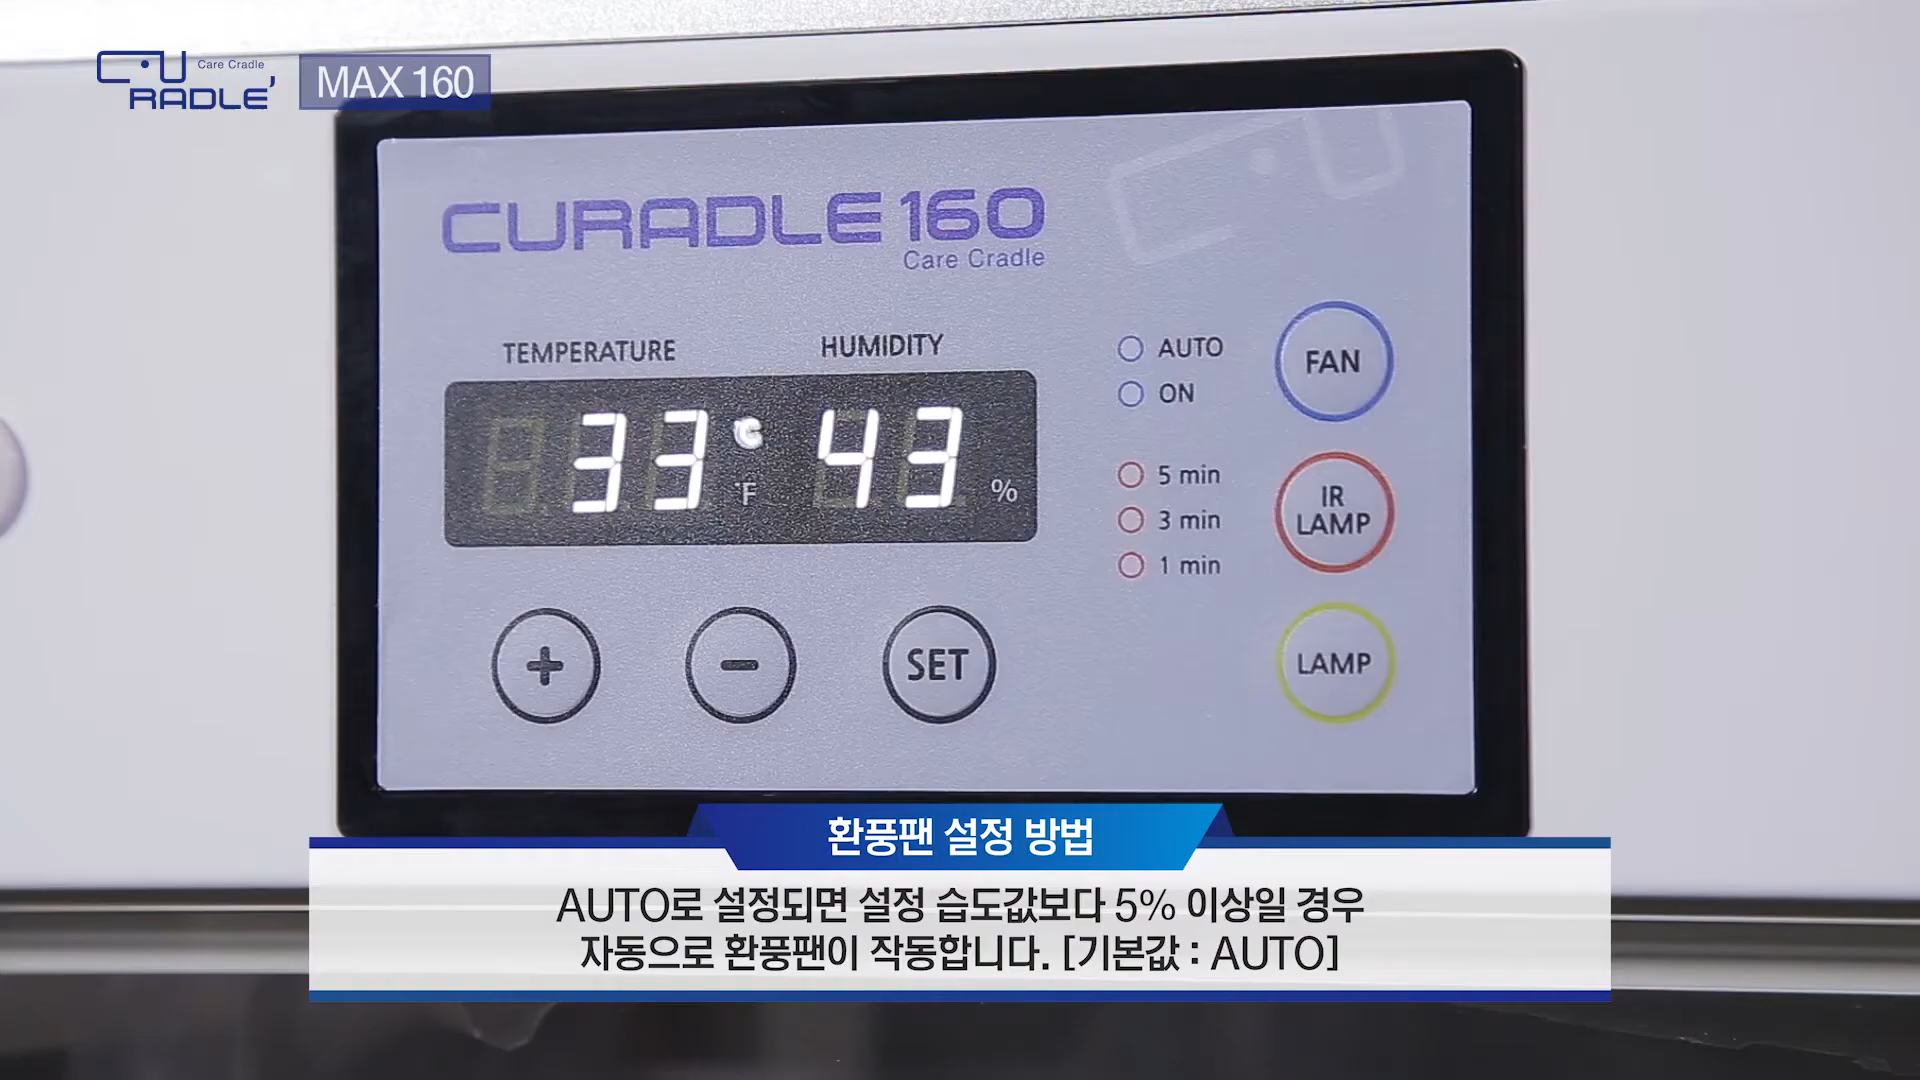 CU RADLE' Care Cradle
MAX 160
CURADLE 160
Care Cradle
TEMPERATURE HUMIDITY
33 °C 43
°F %
AUTO
ON
FAN
5 min
3 min
1 min
IR
LAMP
+ - SET
LAMP
환풍팬 설정 방법
AUTO로 설정되면 설정 습도값보다 5% 이상일 경우
자동으로 환풍팬이 작동합니다. [기본값 : AUTO]